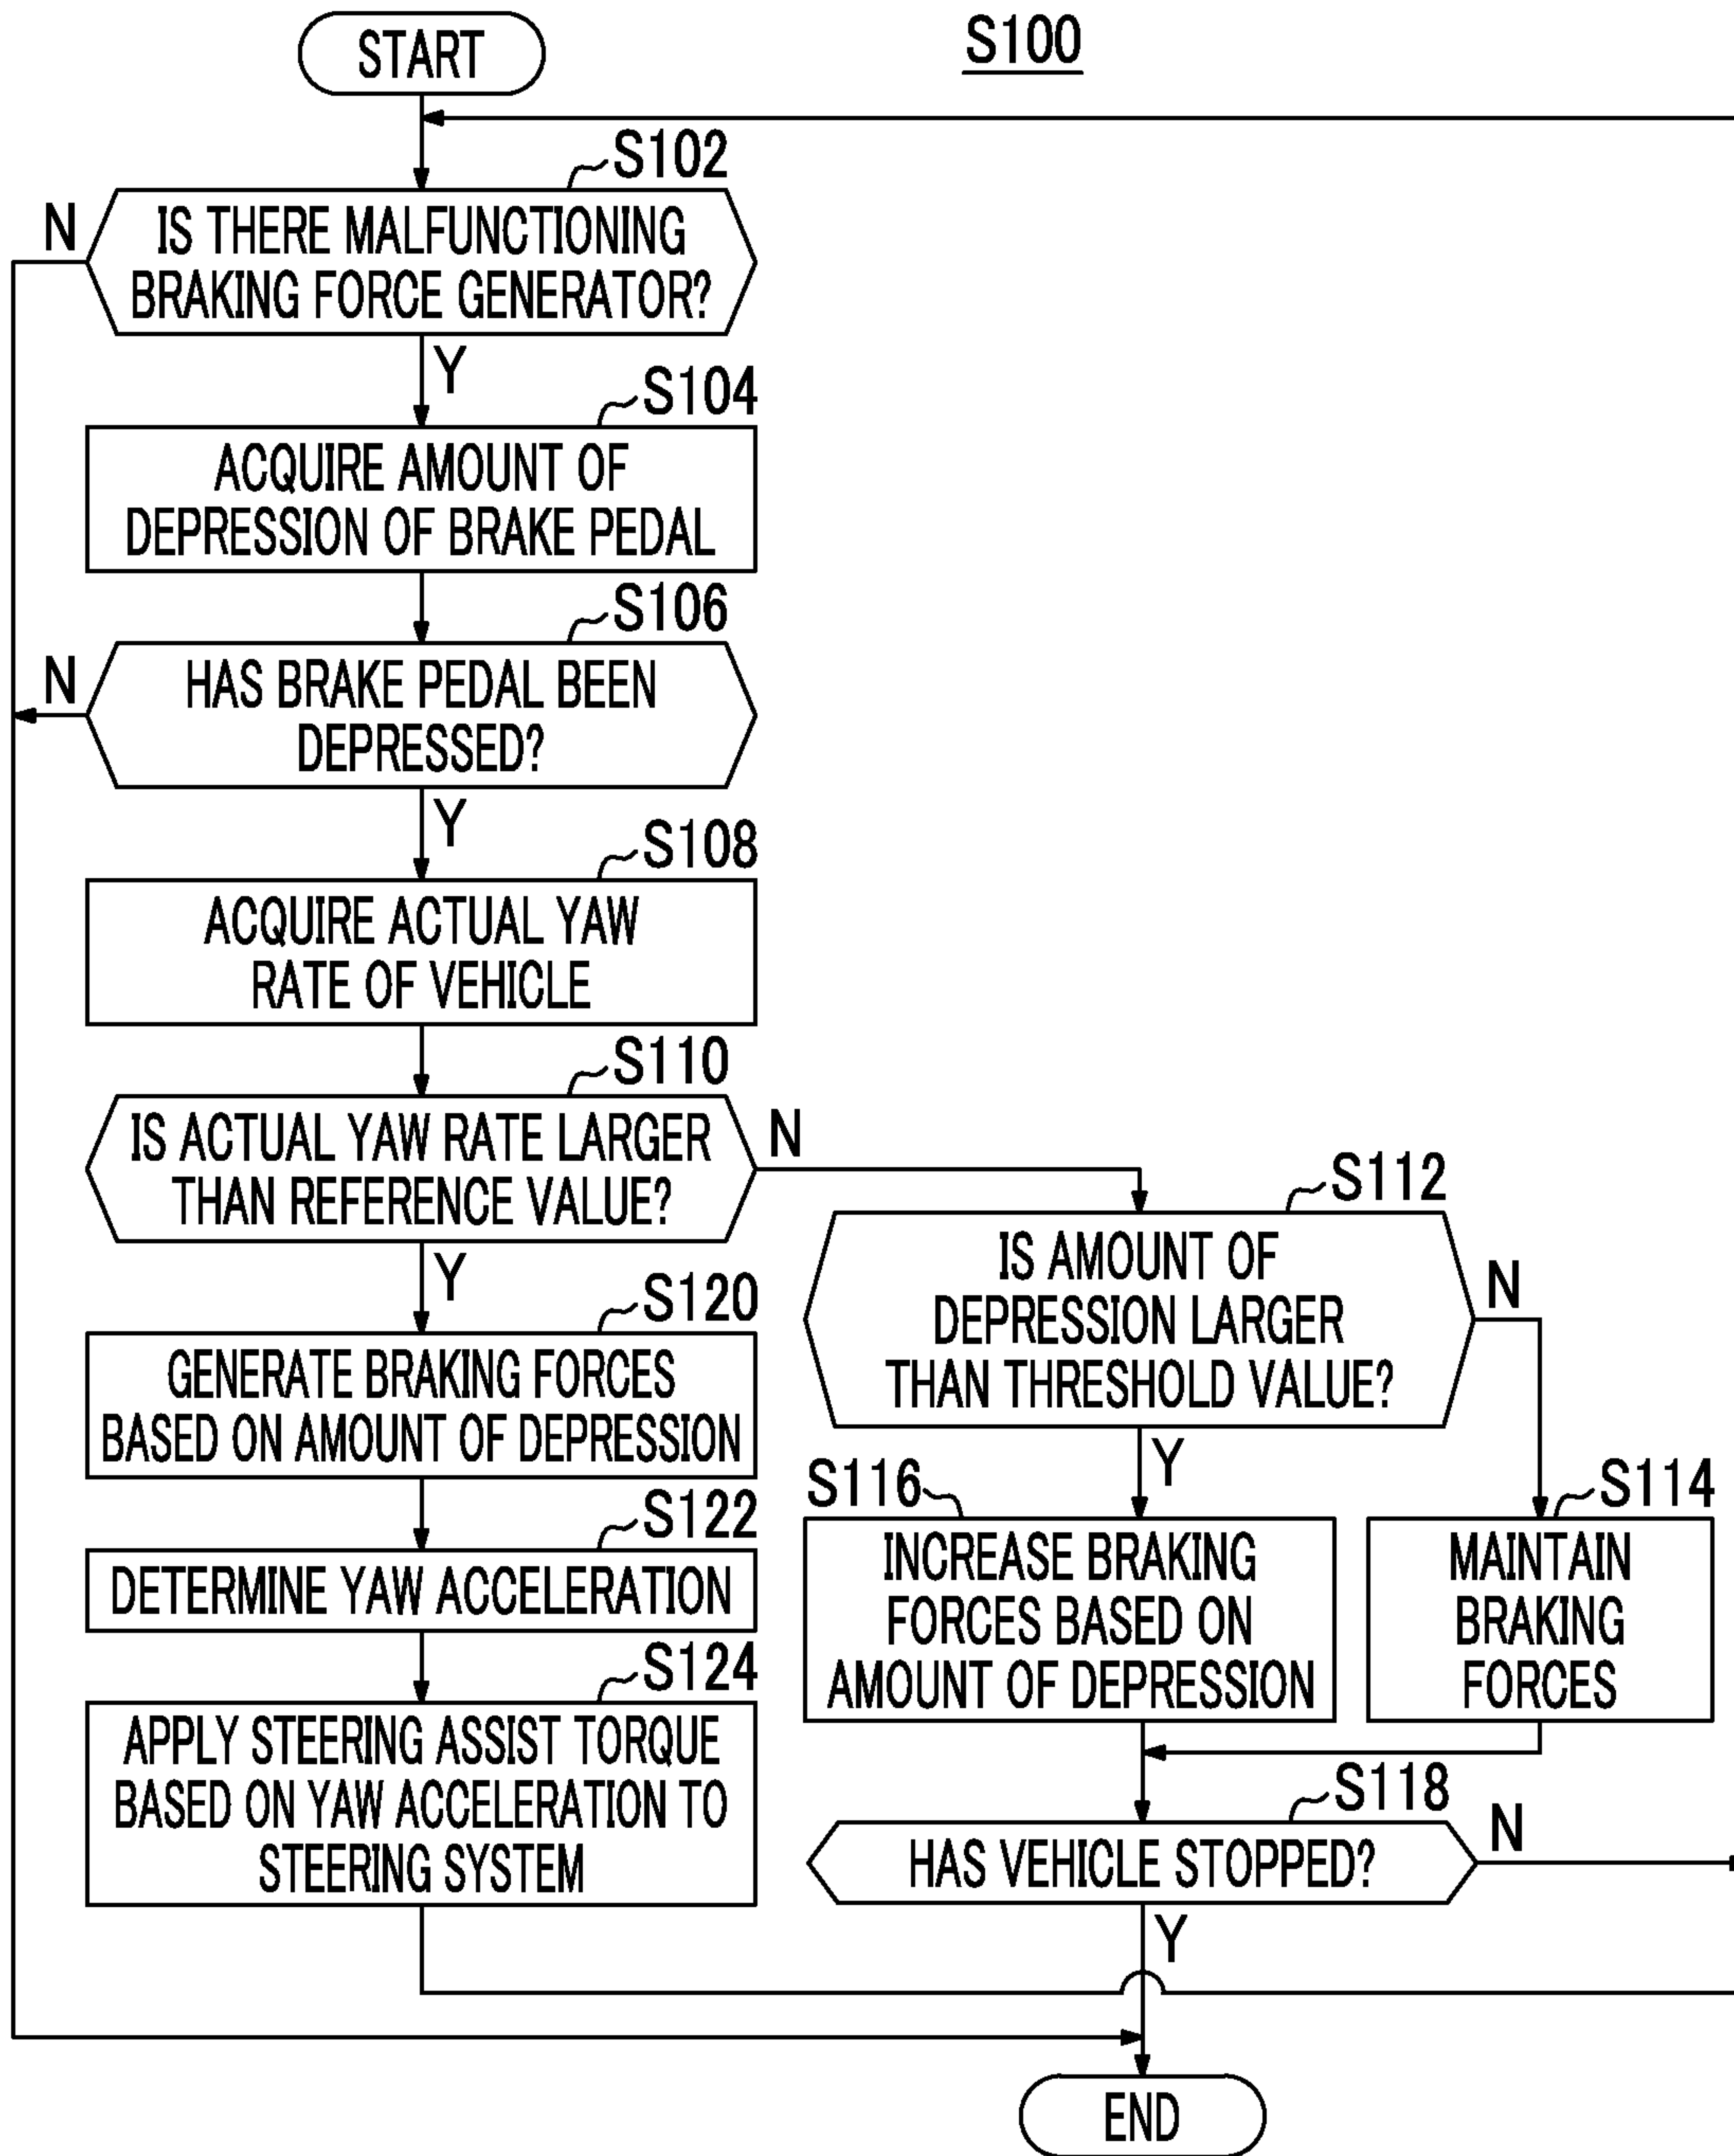 START
S100
S102
N
IS THERE MALFUNCTIONING
BRAKING FORCE GENERATOR?
Y
S104
ACQUIRE AMOUNT OF
DEPRESSION OF BRAKE PEDAL
S106
N
HAS BRAKE PEDAL BEEN
DEPRESSED?
Y
S108
ACQUIRE ACTUAL YAW
RATE OF VEHICLE
S110
IS ACTUAL YAW RATE LARGER
THAN REFERENCE VALUE?
N
Y
S112
IS AMOUNT OF
DEPRESSION LARGER
THAN THRESHOLD VALUE?
N
Y
S120
GENERATE BRAKING FORCES
BASED ON AMOUNT OF DEPRESSION
S122
DETERMINE YAW ACCELERATION
S124
APPLY STEERING ASSIST TORQUE
BASED ON YAW ACCELERATION TO
STEERING SYSTEM
S116
INCREASE BRAKING
FORCES BASED ON
AMOUNT OF DEPRESSION
S114
MAINTAIN
BRAKING
FORCES
S118
HAS VEHICLE STOPPED?
N
Y
END